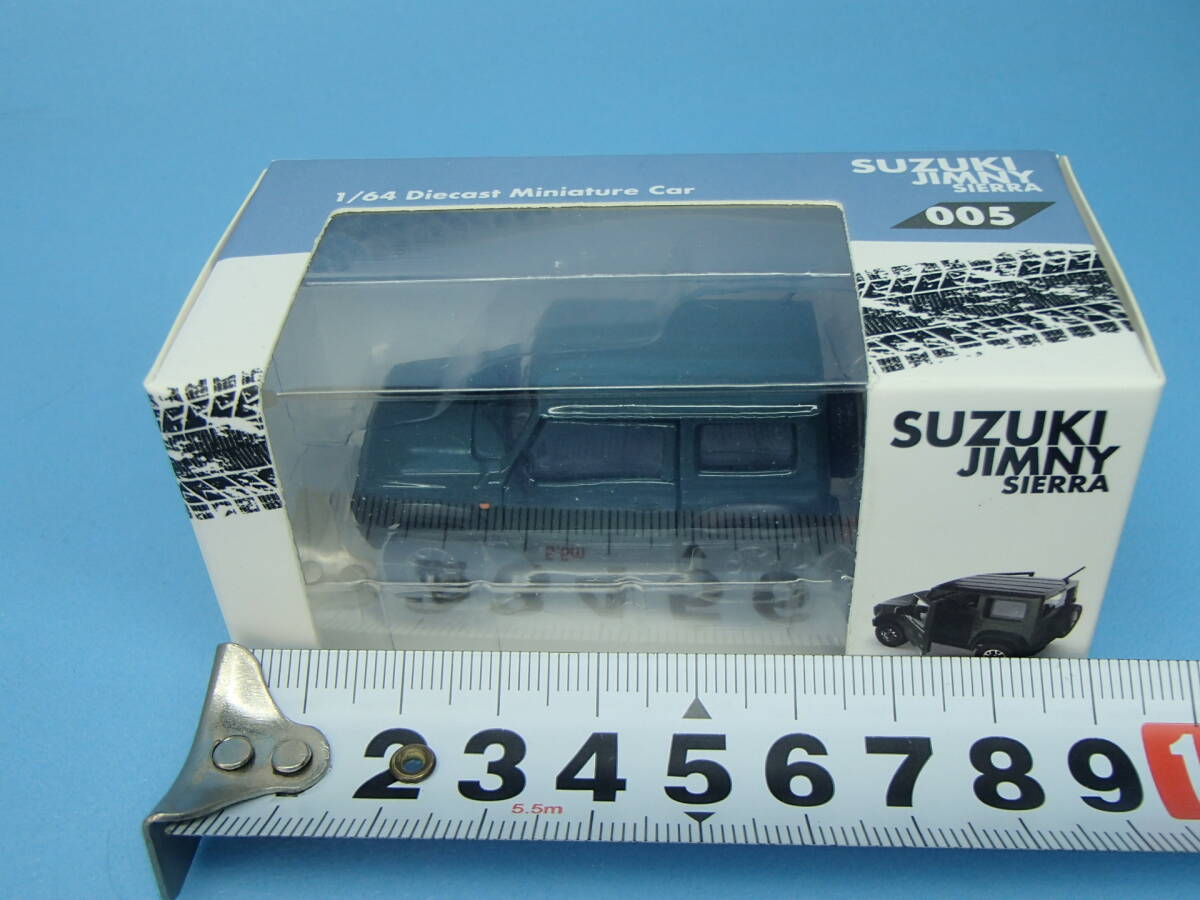 1/64 Diecast Miniature Car
SUZUKI
JIMNY
SIERRA
005
SUZUKI
JIMNY
SIERRA
2 3 4 5 6 7 8 9 1
5.5m